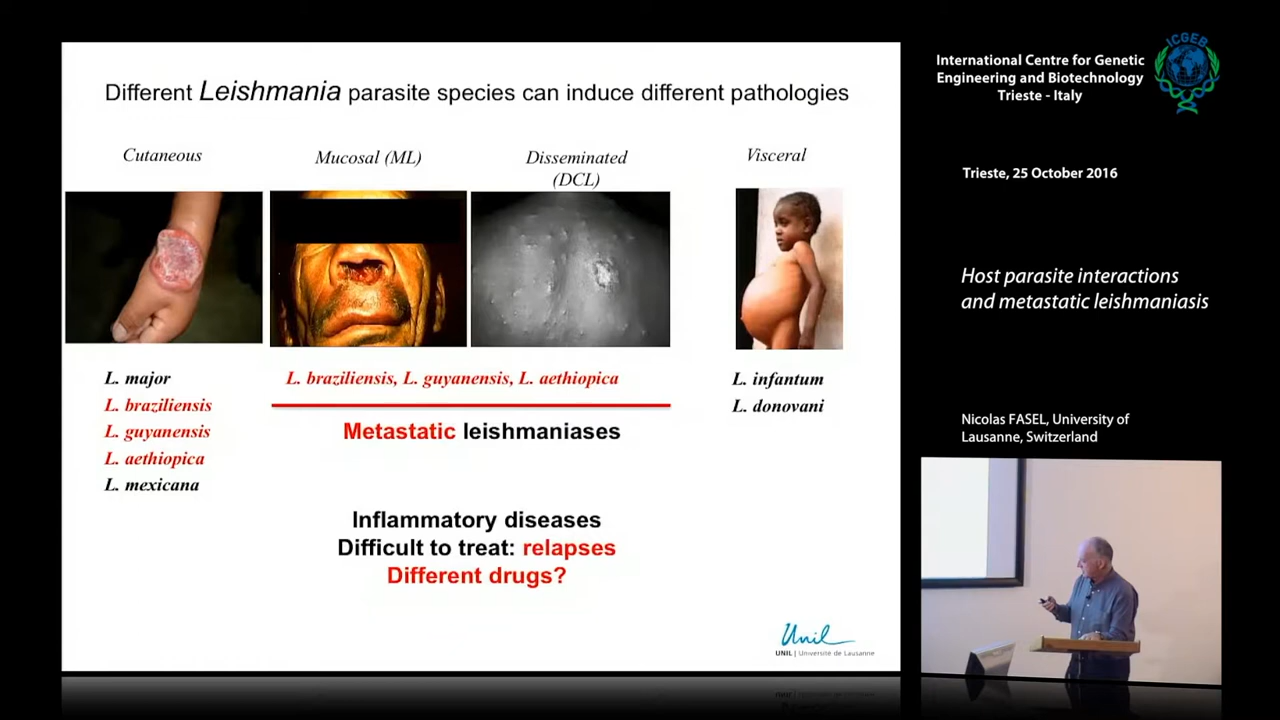 Different Leishmania parasite species can induce different pathologies
Cutaneous
Mucosal (ML)
Disseminated
(DCL)
Visceral
L. major
L. braziliensis
L. guyanensis
L. aethiopica
L. mexicana
L. braziliensis, L. guyanensis, L. aethiopica
Metastatic leishmaniases
L. infantum
L. donovani
Inflammatory diseases
Difficult to treat: relapses
Different drugs?
Unil
UNIL | Université de Lausanne
International Centre for Genetic
Engineering and Biotechnology
Trieste - Italy
ICGEB
Trieste, 25 October 2016
Host parasite interactions
and metastatic leishmaniasis
Nicolas FASEL, University of
Lausanne, Switzerland